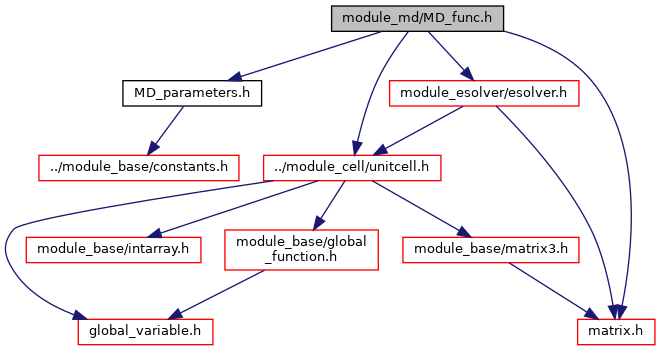 module_md/MD_func.h
MD_parameters.h
module_esolver/esolver.h
../module_base/constants.h
../module_cell/unitcell.h
module_base/intarray.h
module_base/global
_function.h
module_base/matrix3.h
global_variable.h
matrix.h